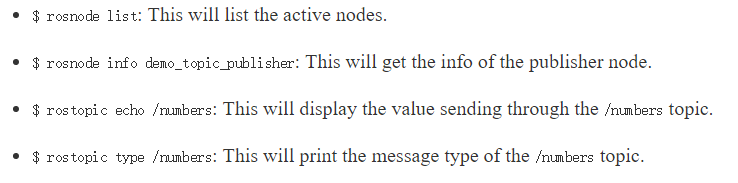 • $ rosnode list: This will list the active nodes.
• $ rosnode info demo_topic_publisher: This will get the info of the publisher node.
• $ rostopic echo /numbers: This will display the value sending through the /numbers topic.
• $ rostopic type /numbers: This will print the message type of the /numbers topic.